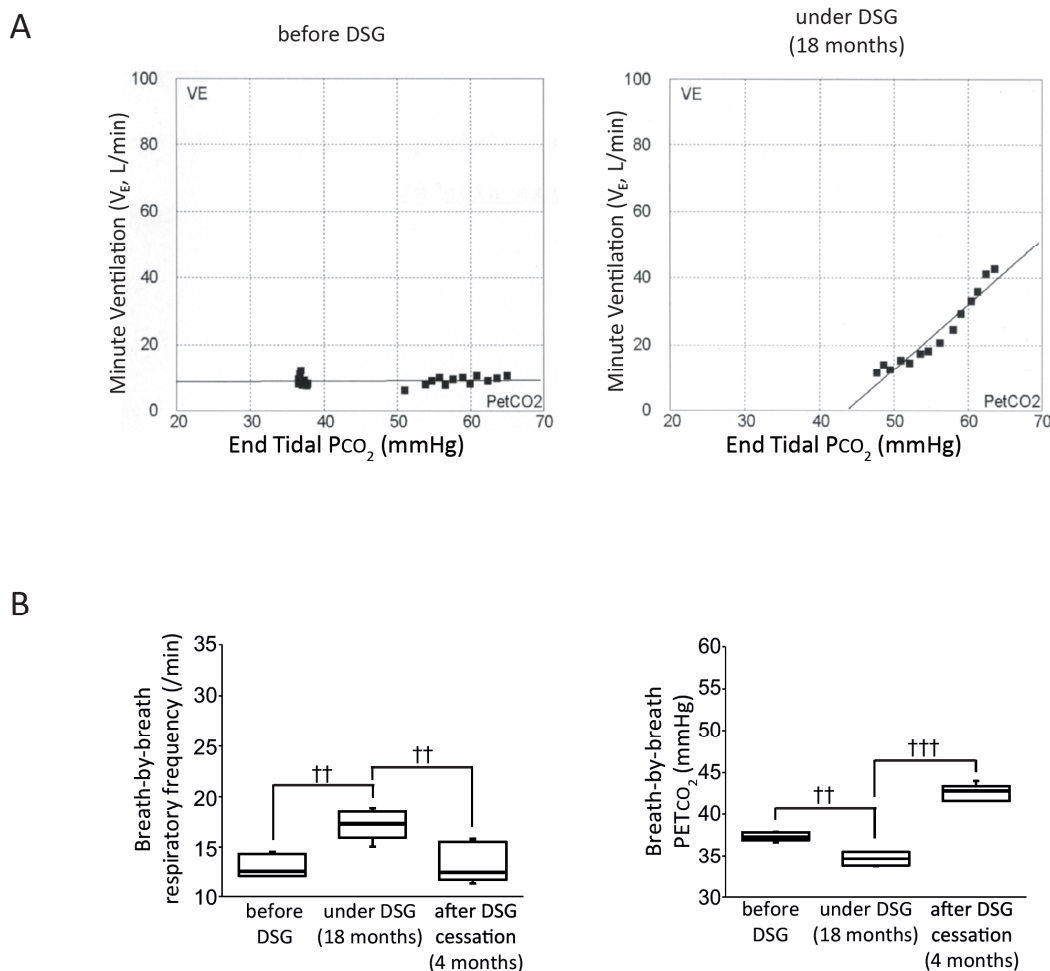 A
before DSG
under DSG
(18 months)
100
80
60
40
20
0
VE
PetCO2
20 30 40 50 60 70
Minute Ventilation (VE, L/min)
End Tidal PCO2 (mmHg)
100
80
60
40
20
0
VE
PetCO2
20 30 40 50 60 70
Minute Ventilation (VE, L/min)
End Tidal PCO2 (mmHg)
B
Breath-by-breath
respiratory frequency (/min)
35
30
25
20
15
10
††
††
before
DSG
under DSG
(18 months)
after DSG
cessation
(4 months)
Breath-by-breath
PETCO2 (mmHg)
60
55
50
45
40
35
30
††
†††
before
DSG
under DSG
(18 months)
after DSG
cessation
(4 months)